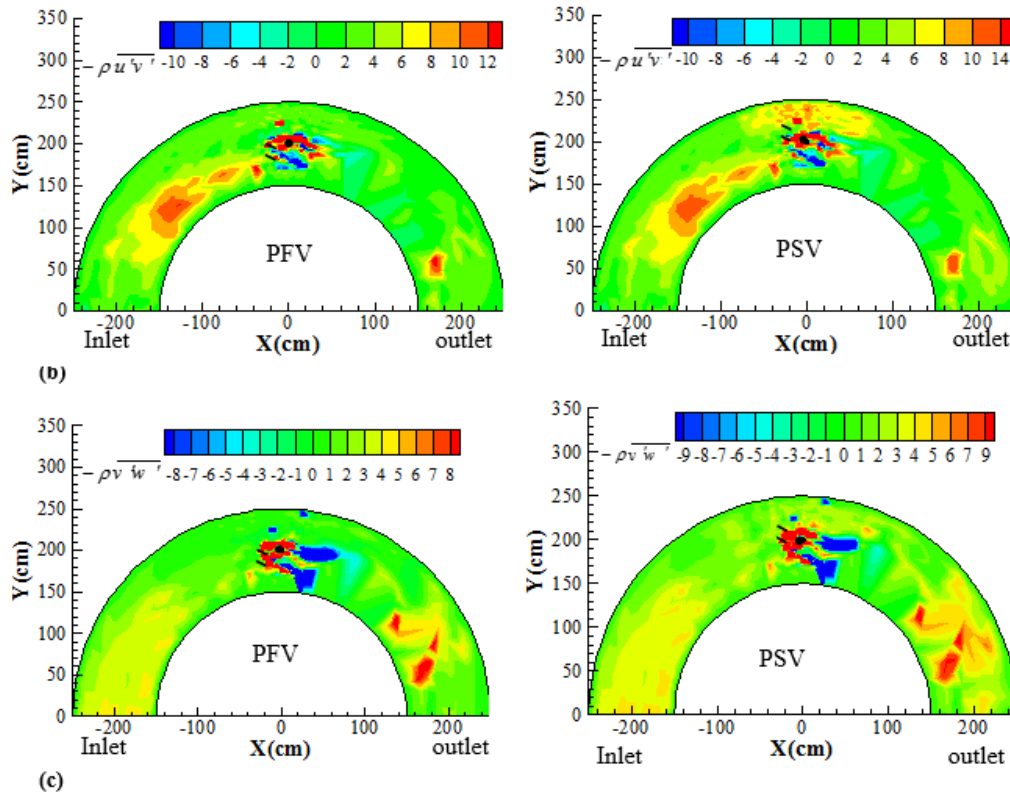 350
300
250
200
150
100
50
0
Y(cm)
-ρu'v'
-10 -8 -6 -4 -2 0 2 4 6 8 10 12
PFV
-200 -100 0 100 200
Inlet X(cm) outlet
350
300
250
200
150
100
50
0
Y(cm)
-ρu'v'
-10 -8 -6 -4 -2 0 2 4 6 8 10 14
PSV
-200 -100 0 100 200
Inlet X(cm) outlet
(b)
350
300
250
200
150
100
50
0
Y(cm)
-ρv'w'
-8 -7 -6 -5 -4 -3 -2 -1 0 1 2 3 4 5 6 7 8
PFV
-200 -100 0 100 200
Inlet X(cm) outlet
350
300
250
200
150
100
50
0
Y(cm)
-ρv'w'
-9 -7 -6 -5 -4 -3 -2 -1 0 1 2 3 4 5 6 7 9
PSV
-200 -100 0 100 200
Inlet X(cm) outlet
(c)